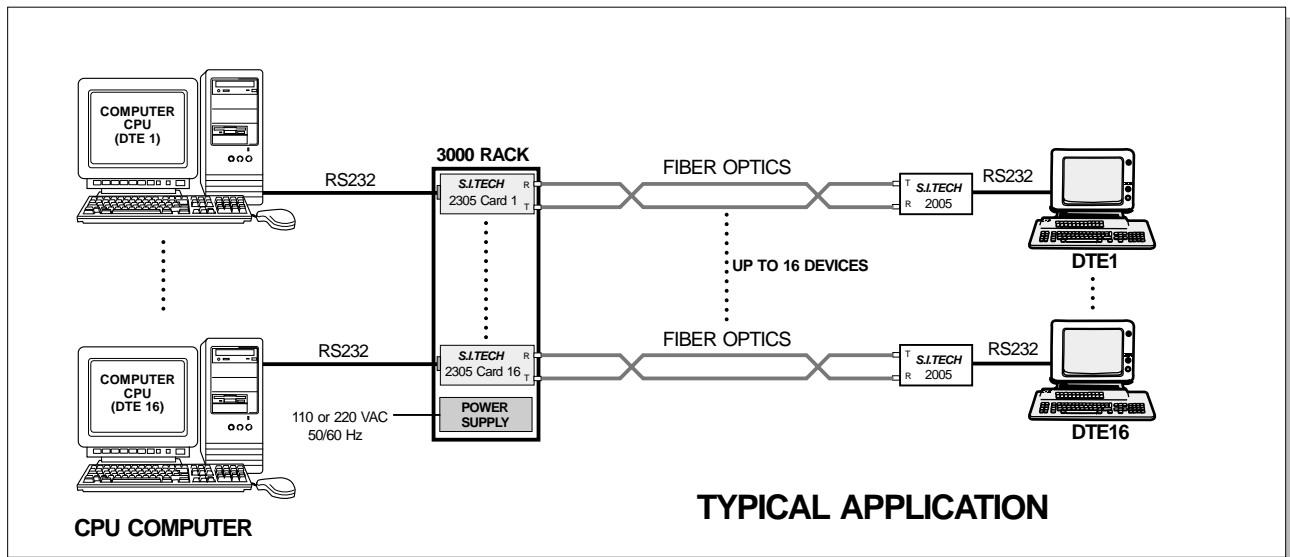 COMPUTER
CPU
(DTE 1)
RS232
3000 RACK
S.I.TECH
2305 Card 1
R
T
FIBER OPTICS
T
R
S.I.TECH
2005
RS232
DTE1
UP TO 16 DEVICES
COMPUTER
CPU
(DTE 16)
RS232
S.I.TECH
2305 Card 16
R
T
FIBER OPTICS
T
R
S.I.TECH
2005
RS232
DTE16
110 or 220 VAC
50/60 Hz
POWER
SUPPLY
CPU COMPUTER
TYPICAL APPLICATION